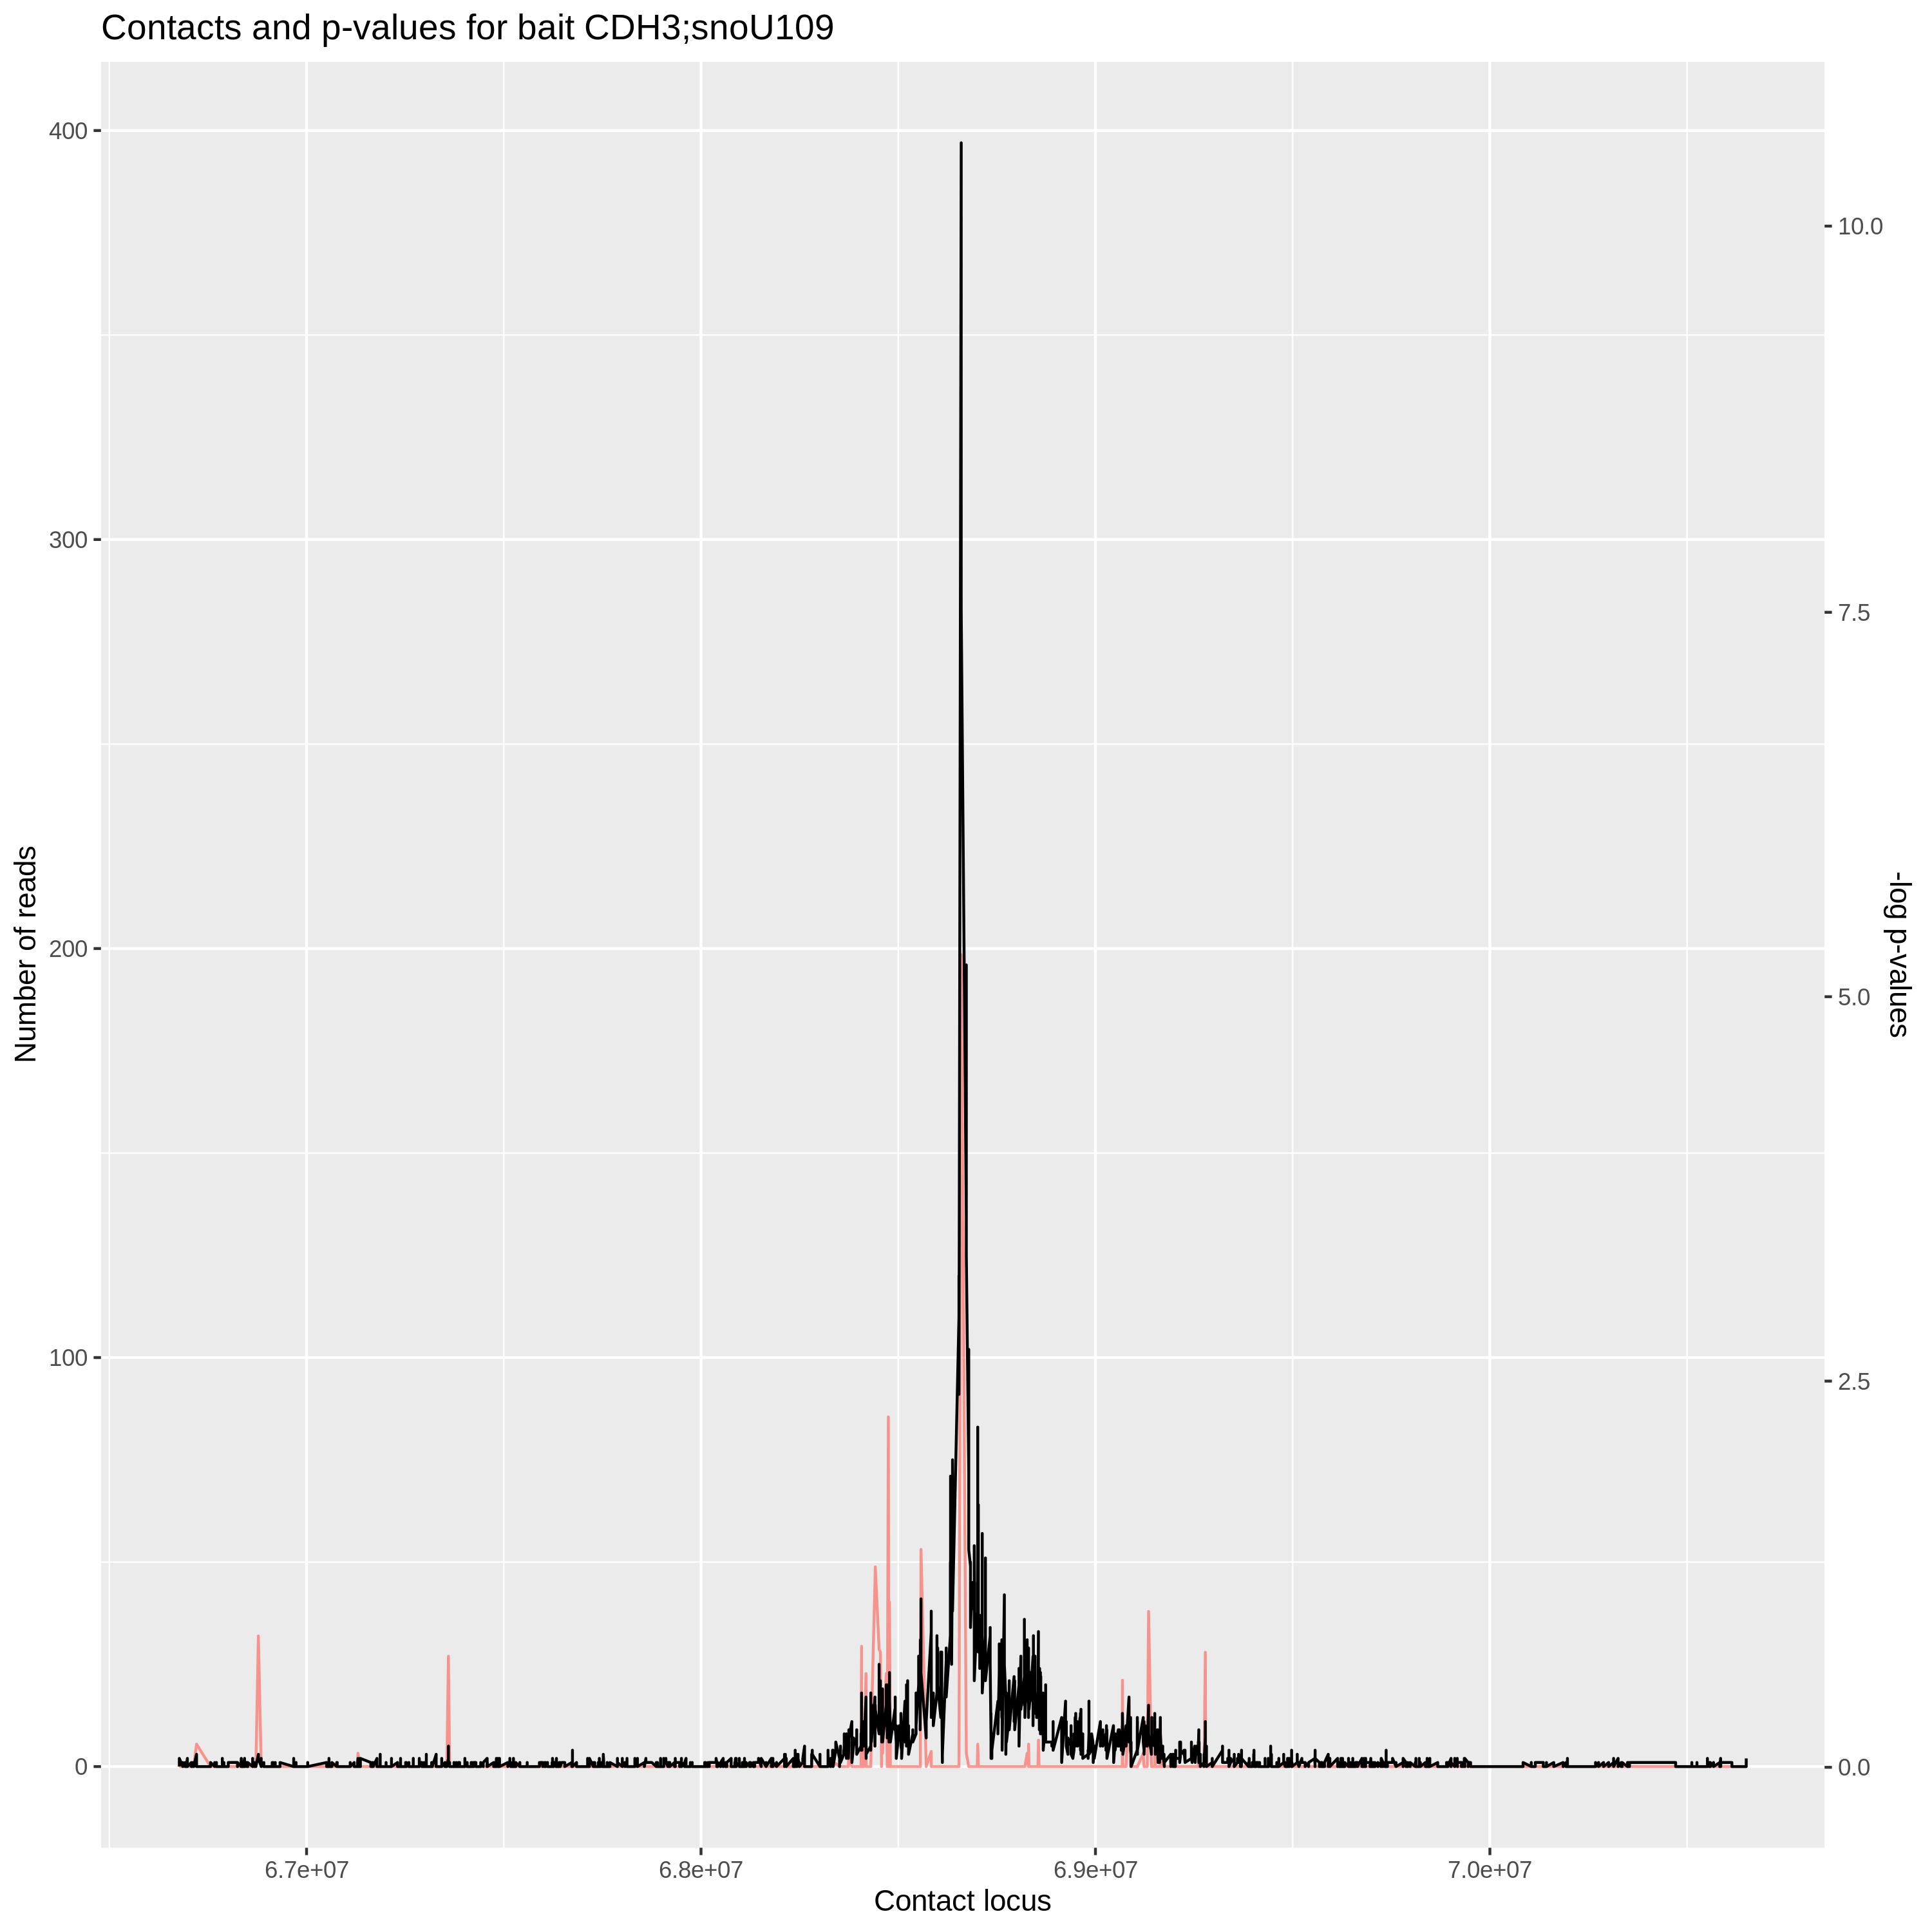 Contacts and p-values for bait CDH3;snoU109
400
300
200
100
0
Number of reads
10.0
7.5
5.0
2.5
0.0
-log p-values
6.7e+07
6.8e+07
6.9e+07
7.0e+07
Contact locus